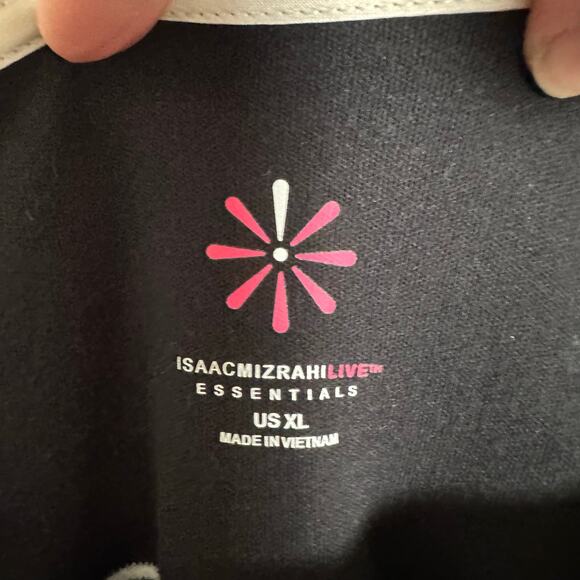 ISAACMIZRAHILIVE™
ESSENTIALS
US XL
MADE IN VIETNAM